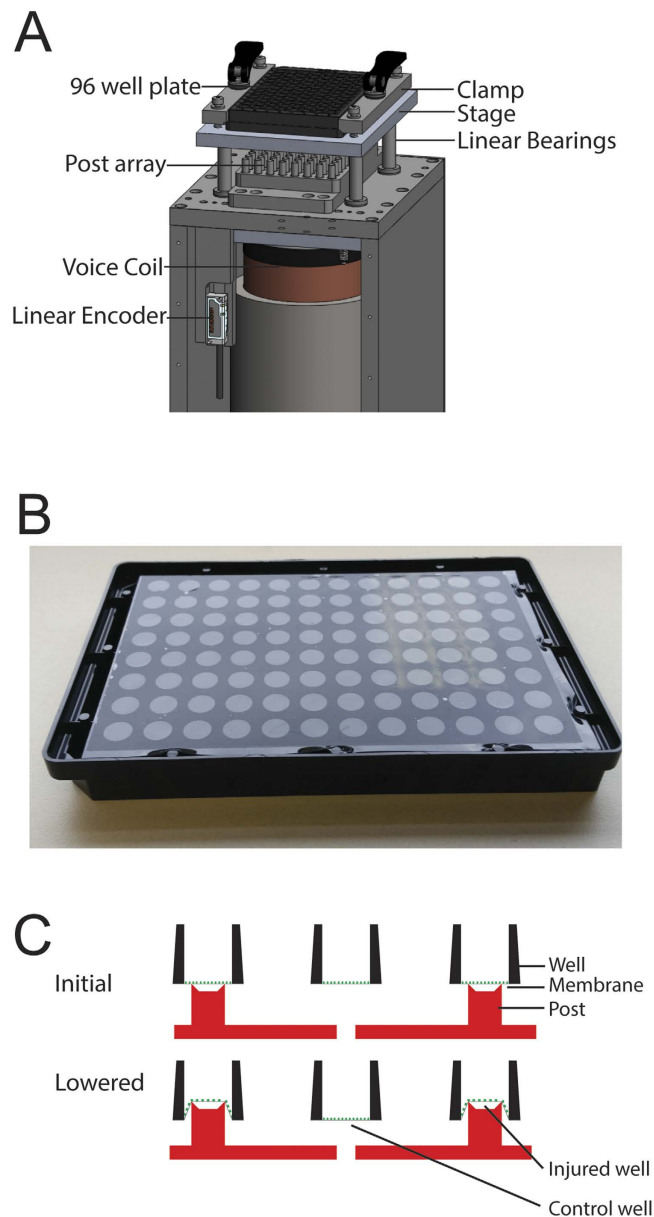 A
96 well plate
Clamp
Stage
Linear Bearings
Post array
Voice Coil
Linear Encoder
B
C
Initial
Well
Membrane
Post
Lowered
Injured well
Control well